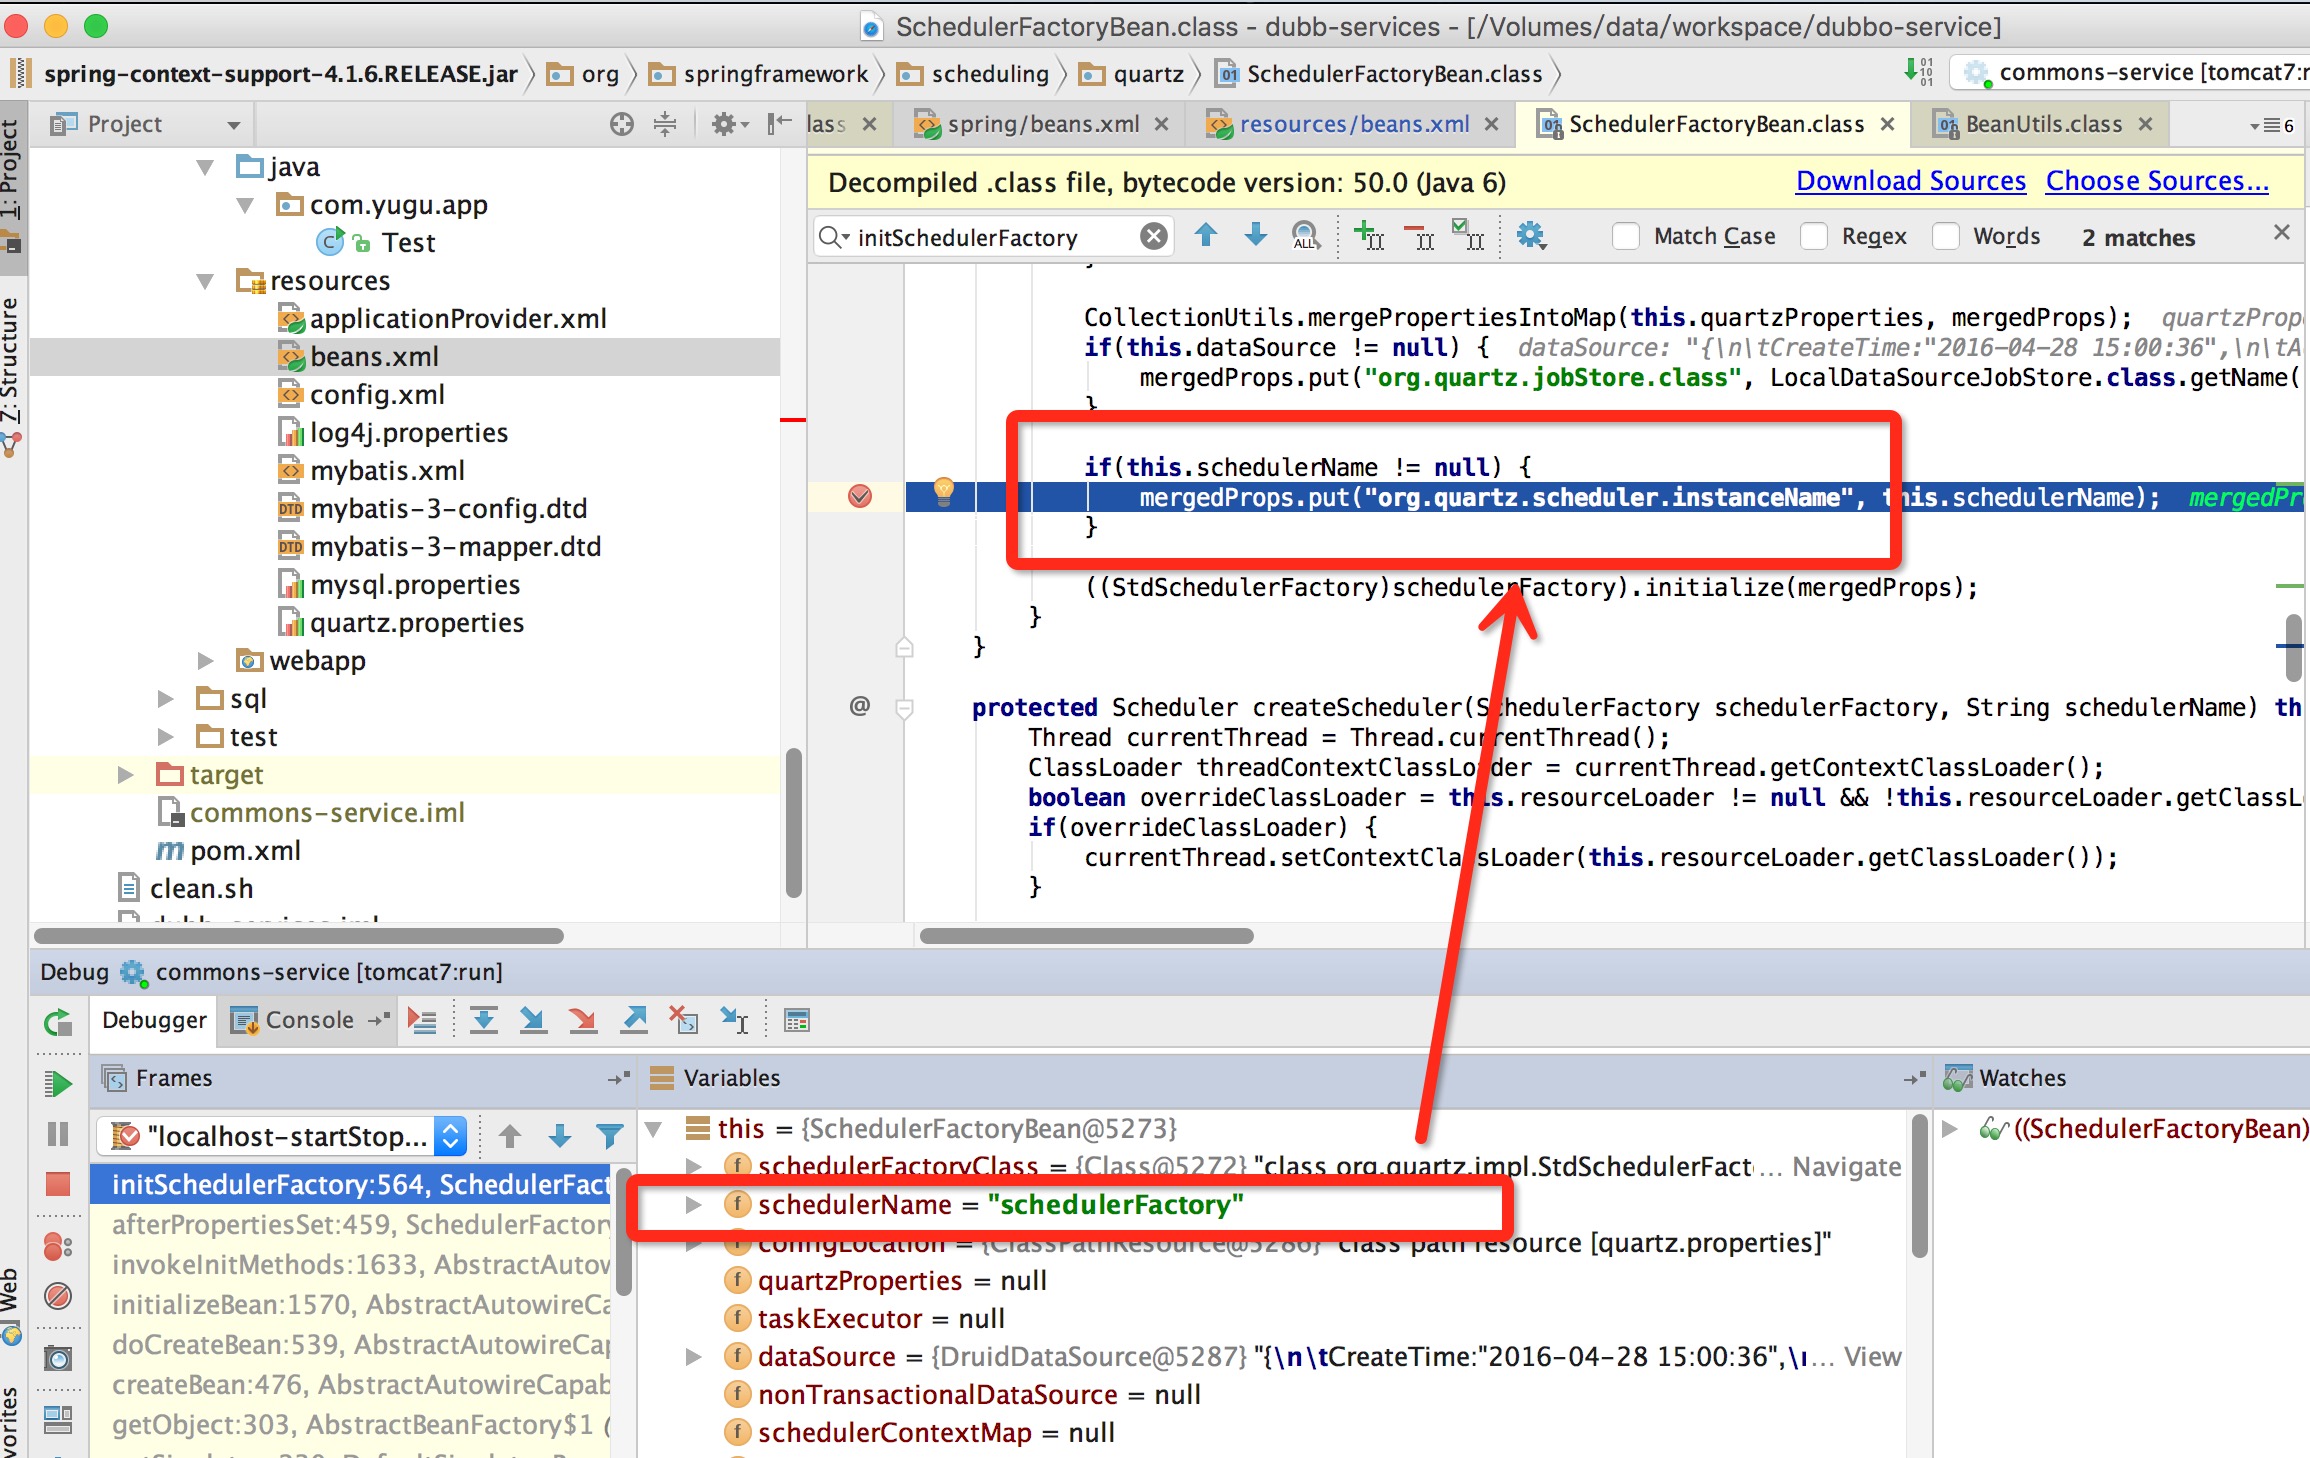 SchedulerFactoryBean.class - dubb-services - [/Volumes/data/workspace/dubbo-service]
spring-context-support-4.1.6.RELEASE.jar org springframework scheduling quartz SchedulerFactoryBean.class commons-service [tomcat7:r
Project lass spring/beans.xml resources/beans.xml SchedulerFactoryBean.class BeanUtils.class 6
1: Project
7: Structure
Web
vorites
java
com.yugu.app
Test
resources
applicationProvider.xml
beans.xml
config.xml
log4j.properties
mybatis.xml
mybatis-3-config.dtd
mybatis-3-mapper.dtd
mysql.properties
quartz.properties
webapp
sql
test
target
commons-service.iml
pom.xml
clean.sh
Decompiled .class file, bytecode version: 50.0 (Java 6) Download Sources Choose Sources...
initSchedulerFactory Match Case Regex Words 2 matches
CollectionUtils.mergePropertiesIntoMap(this.quartzProperties, mergedProps); quartzPrope
if(this.dataSource != null) { dataSource: "{\n\tCreateTime:"2016-04-28 15:00:36",\n\tA
mergedProps.put("org.quartz.jobStore.class", LocalDataSourceJobStore.class.getName(
}
if(this.schedulerName != null) {
mergedProps.put("org.quartz.scheduler.instanceName", this.schedulerName); mergedPr
}
((StdSchedulerFactory)schedulerFactory).initialize(mergedProps);
}
}
@ protected Scheduler createScheduler(SchedulerFactory schedulerFactory, String schedulerName) th
Thread currentThread = Thread.currentThread();
ClassLoader threadContextClassLoader = currentThread.getContextClassLoader();
boolean overrideClassLoader = this.resourceLoader != null && !this.resourceLoader.getClassL
if(overrideClassLoader) {
currentThread.setContextClassLoader(this.resourceLoader.getClassLoader());
}
Debug commons-service [tomcat7:run]
Debugger Console
Frames
"localhost-startStop...
initSchedulerFactory:564, SchedulerFact
afterPropertiesSet:459, SchedulerFactory
invokeInitMethods:1633, AbstractAutow
initializeBean:1570, AbstractAutowireCa
doCreateBean:539, AbstractAutowireCap
createBean:476, AbstractAutowireCapab
getObject:303, AbstractBeanFactory$1 (
Variables
this = {SchedulerFactoryBean@5273}
schedulerFactoryClass = {Class@5272} "class org.quartz.impl.StdSchedulerFact... Navigate
schedulerName = "schedulerFactory"
configLocation = {ClassPathResource@5286} "class path resource [quartz.properties]"
quartzProperties = null
taskExecutor = null
dataSource = {DruidDataSource@5287} "{\n\tCreateTime:"2016-04-28 15:00:36",\... View
nonTransactionalDataSource = null
schedulerContextMap = null
Watches
((SchedulerFactoryBean)